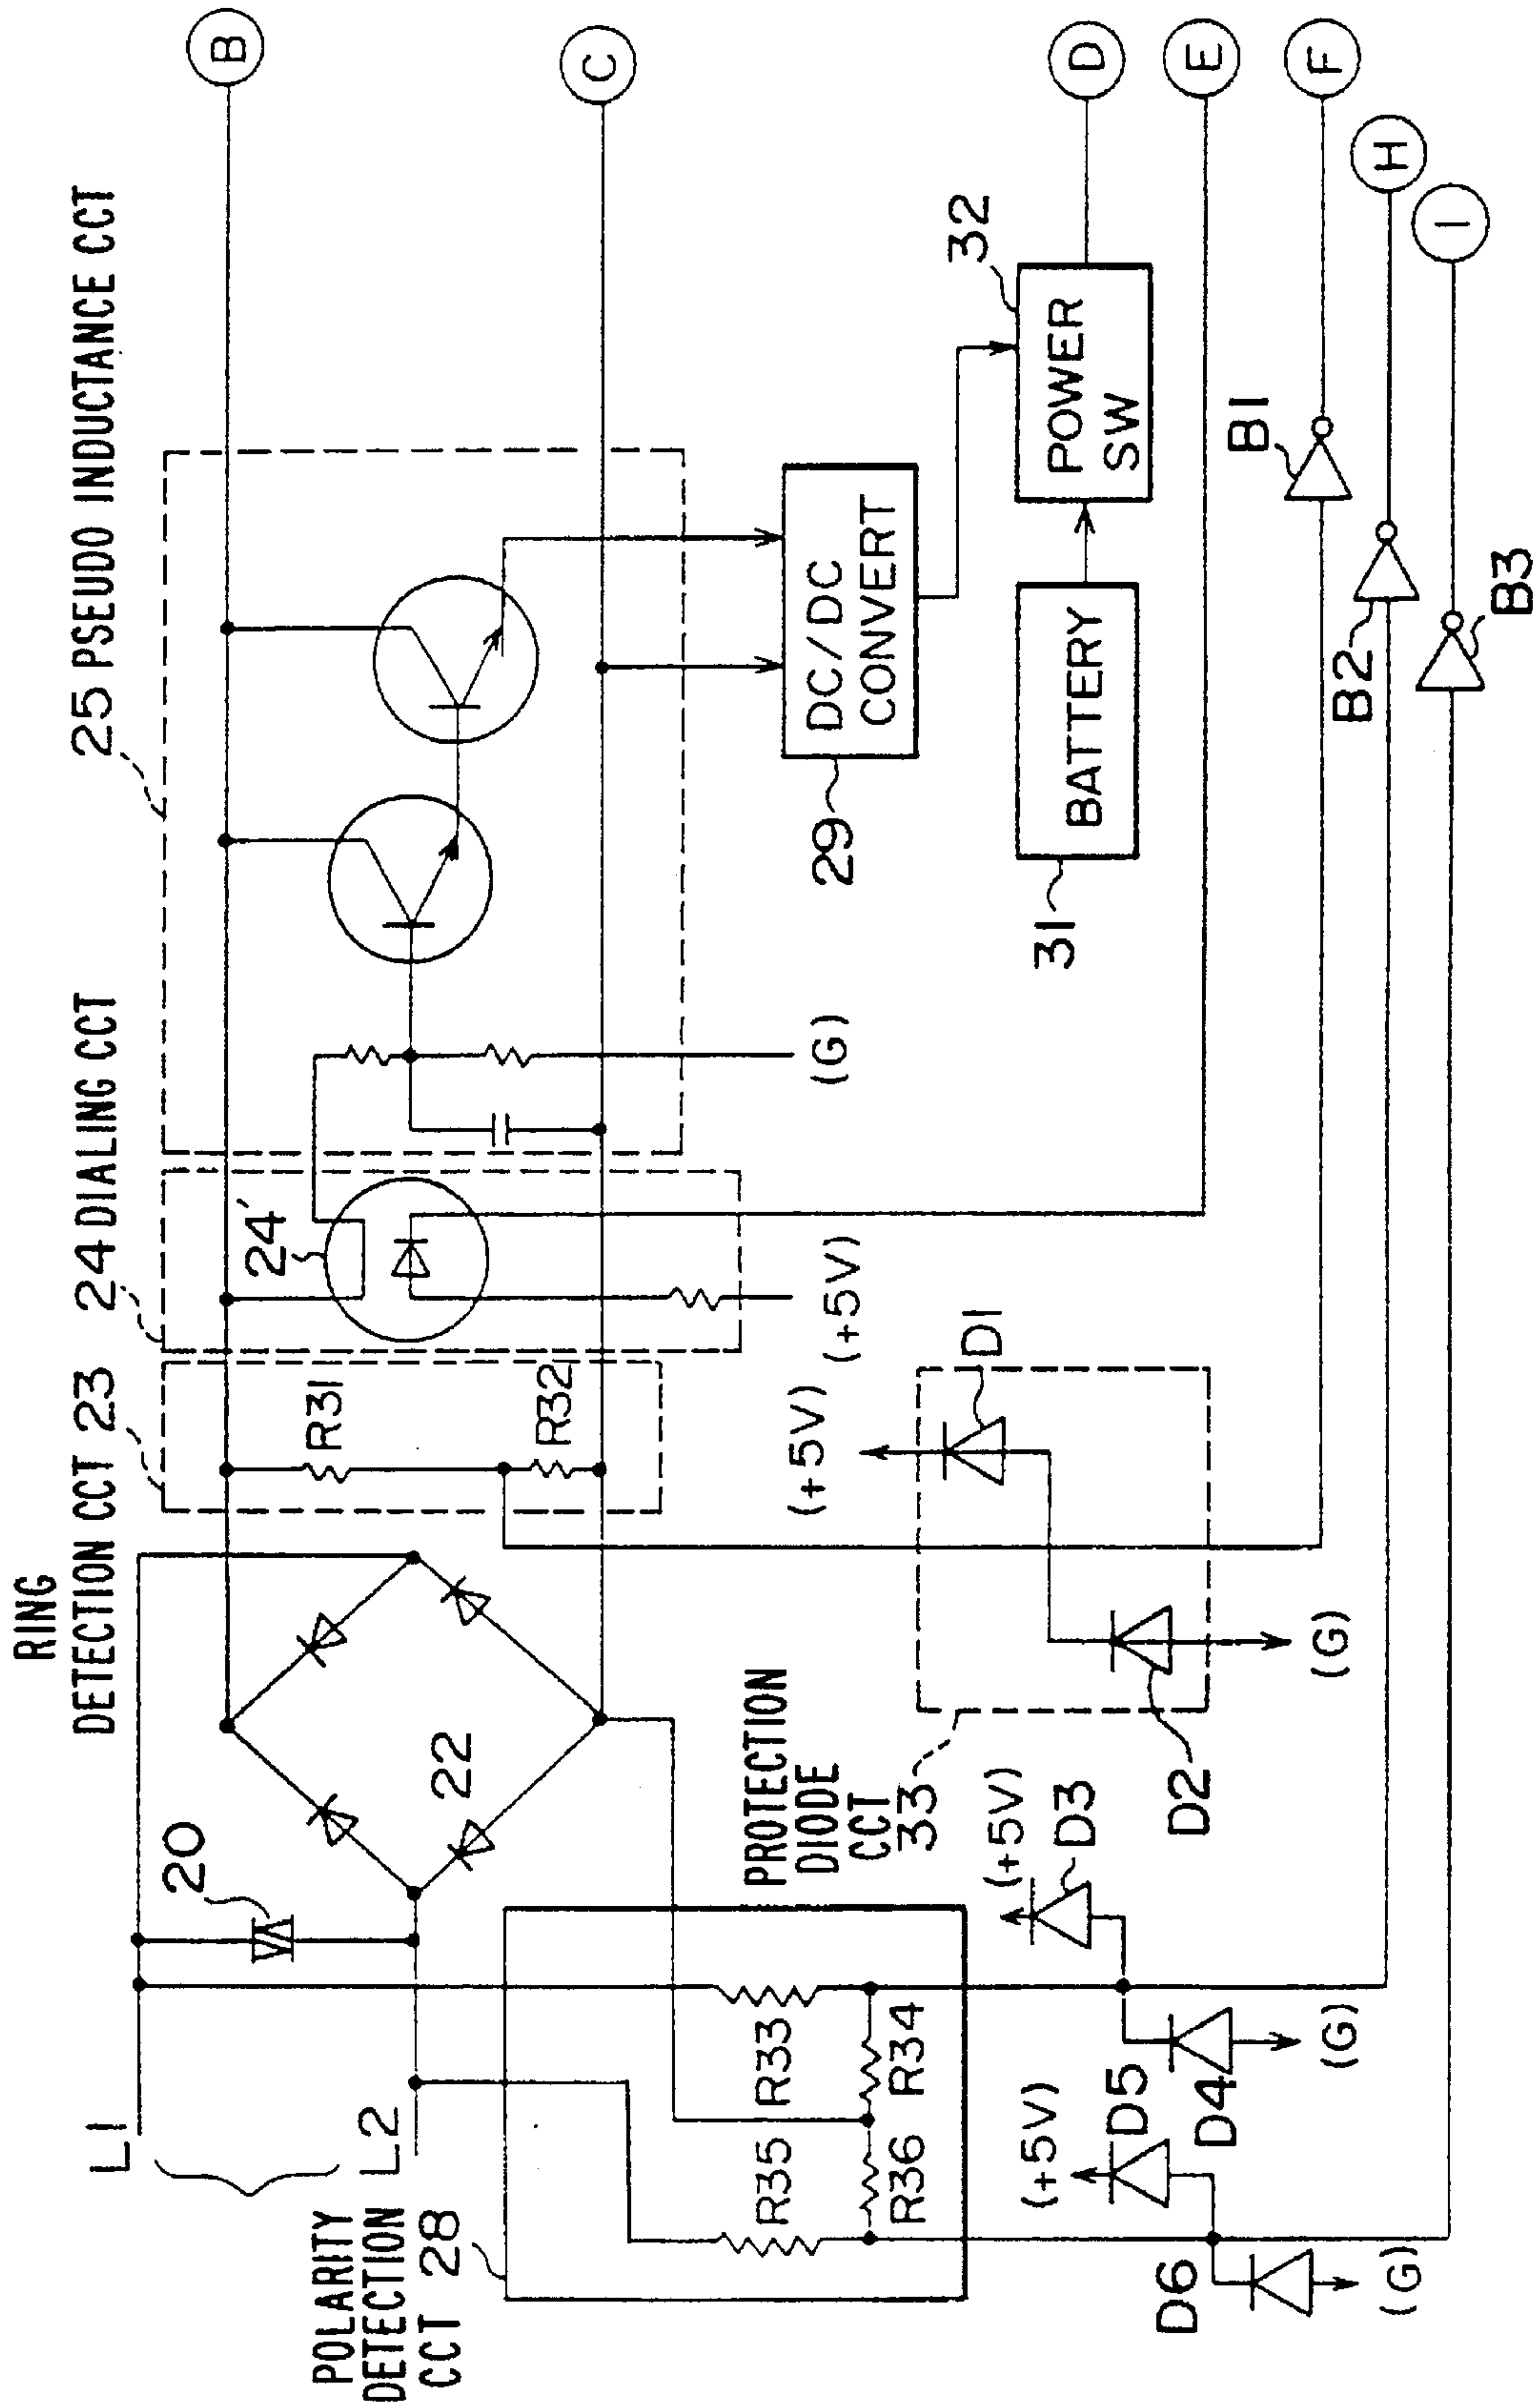 RING
DETECTION CCT 23
24 DIALING CCT
25 PSEUDO INDUCTANCE CCT
B
C
D
E
F
H
I
L1
L2
20
22
R31
R32
24'
(+5V)
(G)
DC/DC
CONVERT
29
32
POWER
SW
BATTERY
31
POLARITY
DETECTION
CCT 28
R33
R34
R35
R36
PROTECTION
DIODE
CCT
33
(+5V)
D1
D2
(G)
(+5V)
D3
D4
(G)
(+5V)
D5
D6
(G)
B1
B2
B3